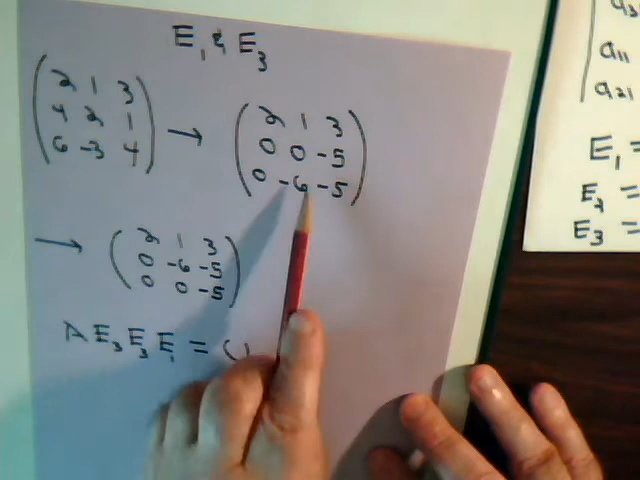 E₁ & E₃
( 2 1 3
4 2 1
6 -3 4 )
→
( 2 1 3
0 0 -5
0 -6 -5 )
→
( 2 1 3
0 -6 -5
0 0 -5 )
A E₃ E₃ E₁ =
a₁₁
a₂₁
E₁ =
E₂ =
E₃ =